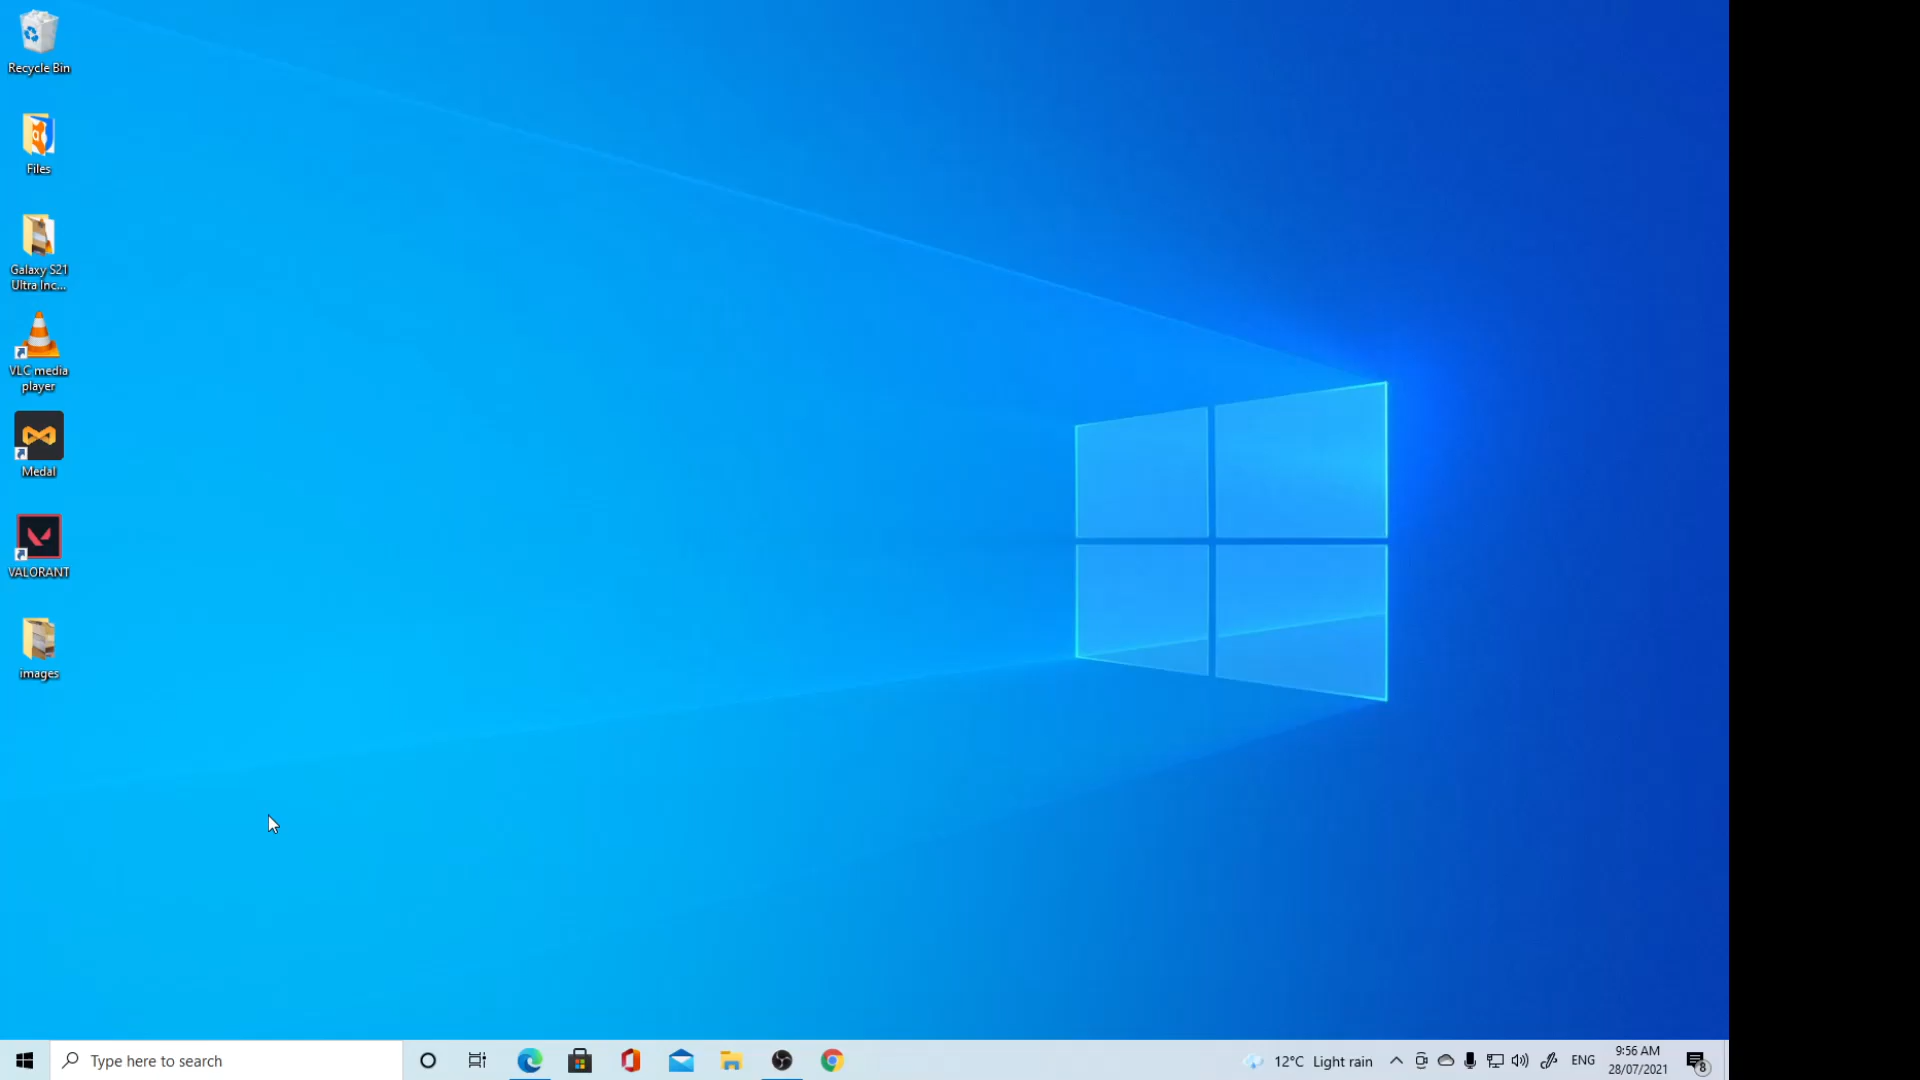 Recycle Bin
Files
Galaxy S21
Ultra Inc...
VLC media
player
Medal
VALORANT
images
Type here to search
12°C Light rain
ENG
9:56 AM
28/07/2021
8